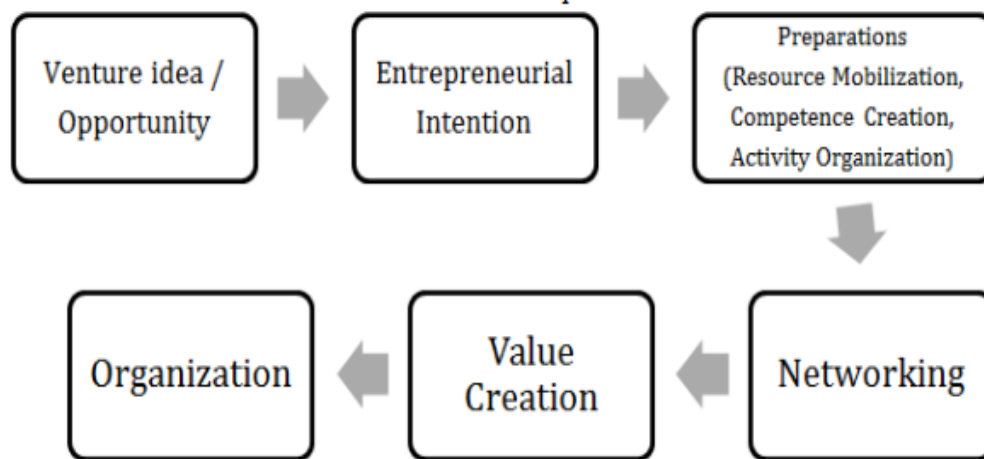 Venture idea /
Opportunity
Entrepreneurial
Intention
Preparations
(Resource Mobilization,
Competence Creation,
Activity Organization)
Networking
Value
Creation
Organization